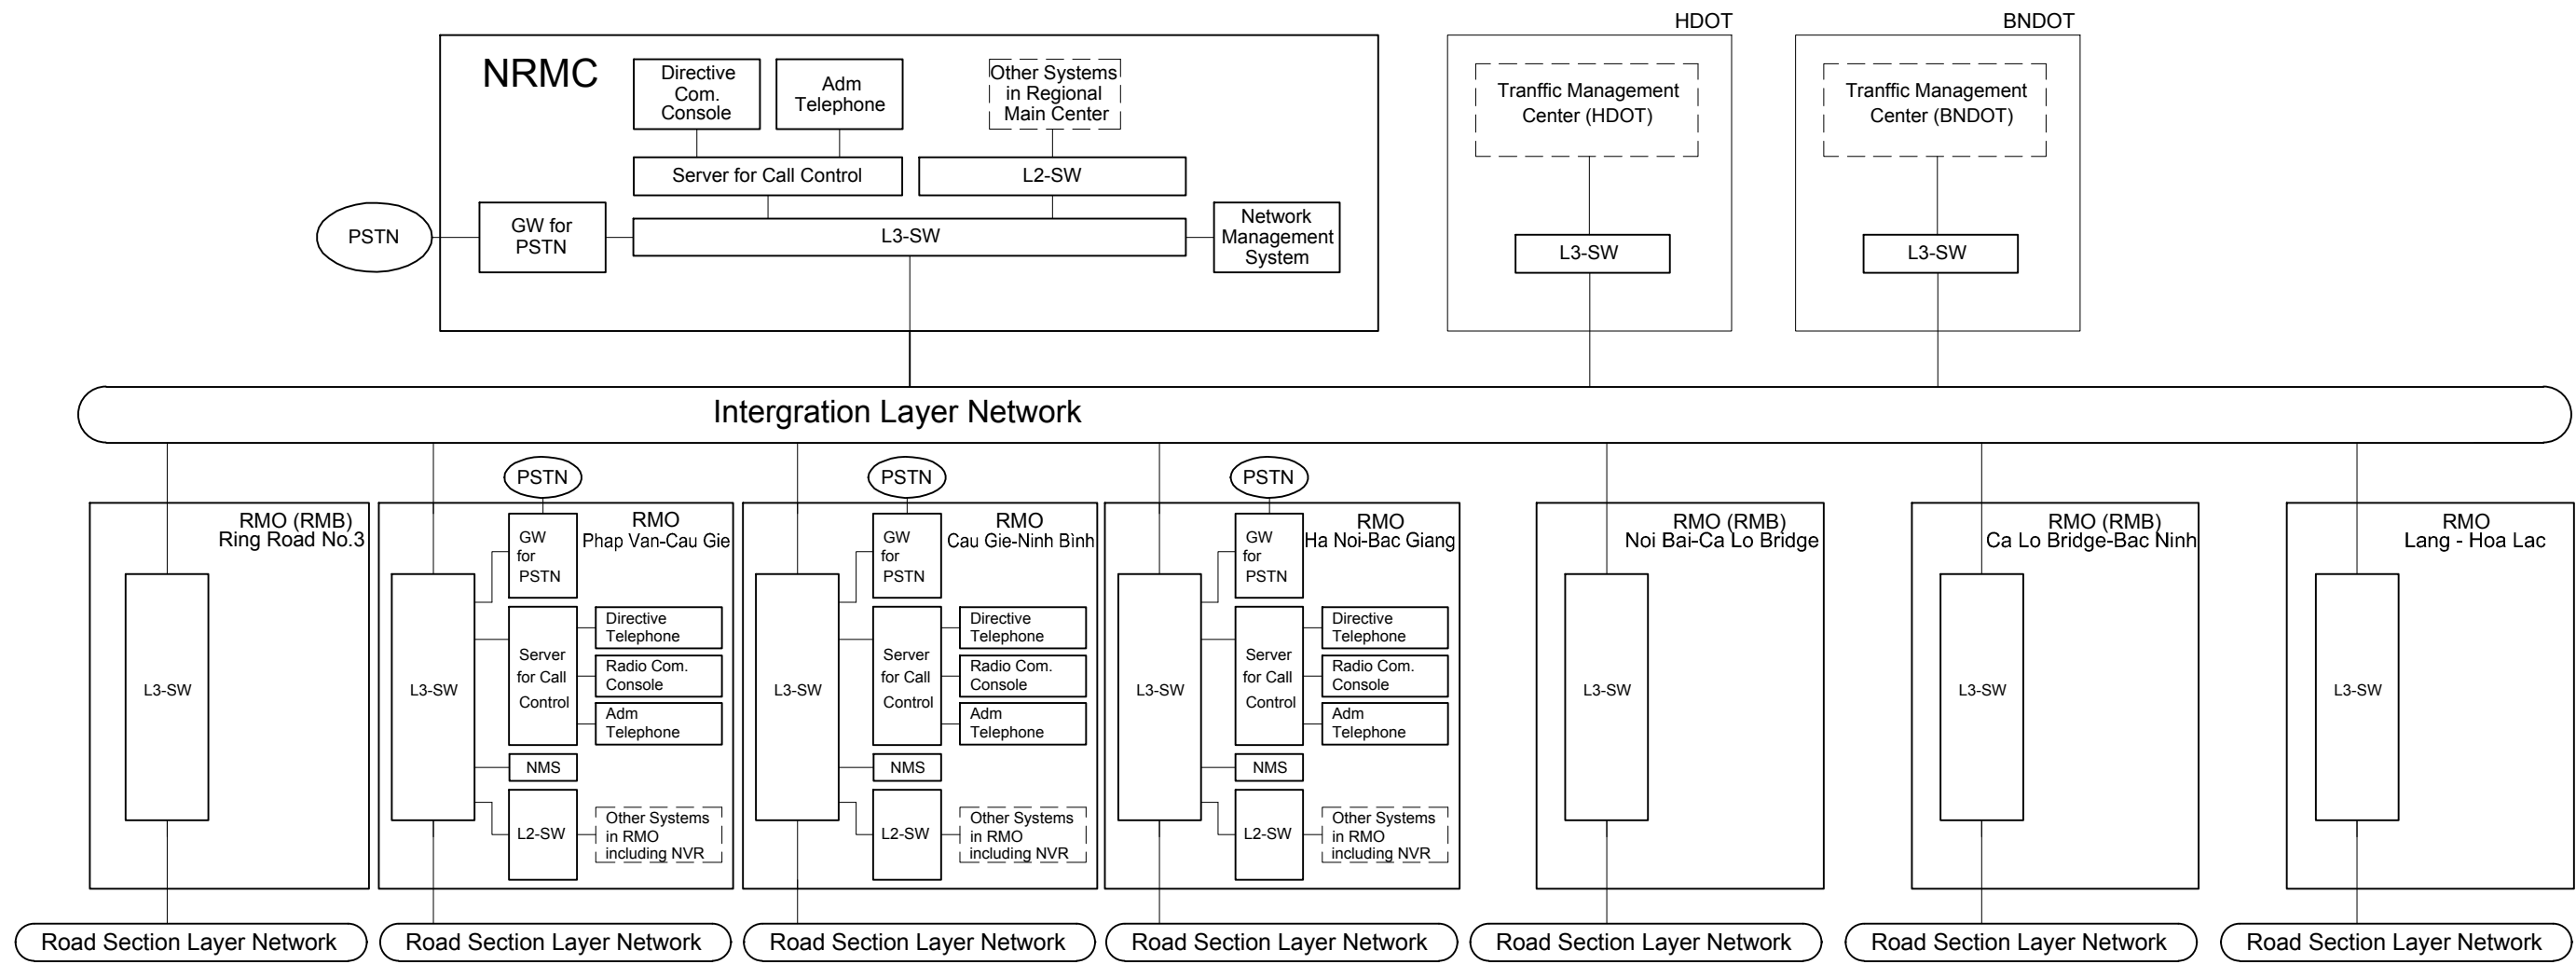 HDOT
BNDOT
NRMC
Directive
Com.
Console
Adm
Telephone
Other Systems
in Regional
Main Center
Server for Call Control
L2-SW
PSTN
GW for
PSTN
L3-SW
Network
Management
System
Tranffic Management
Center (HDOT)
L3-SW
Tranffic Management
Center (BNDOT)
L3-SW
Intergration Layer Network
RMO (RMB)
Ring Road No.3
L3-SW
Road Section Layer Network
PSTN
RMO
Phap Van-Cau Gie
GW
for
PSTN
L3-SW
Server
for Call
Control
Directive
Telephone
Radio Com.
Console
Adm
Telephone
NMS
L2-SW
Other Systems
in RMO
including NVR
Road Section Layer Network
PSTN
RMO
Cau Gie-Ninh Bình
GW
for
PSTN
L3-SW
Server
for Call
Control
Directive
Telephone
Radio Com.
Console
Adm
Telephone
NMS
L2-SW
Other Systems
in RMO
including NVR
Road Section Layer Network
PSTN
RMO
Ha Noi-Bac Giang
GW
for
PSTN
L3-SW
Server
for Call
Control
Directive
Telephone
Radio Com.
Console
Adm
Telephone
NMS
L2-SW
Other Systems
in RMO
including NVR
Road Section Layer Network
RMO (RMB)
Noi Bai-Ca Lo Bridge
L3-SW
Road Section Layer Network
RMO (RMB)
Ca Lo Bridge-Bac Ninh
L3-SW
Road Section Layer Network
RMO
Lang - Hoa Lac
L3-SW
Road Section Layer Network